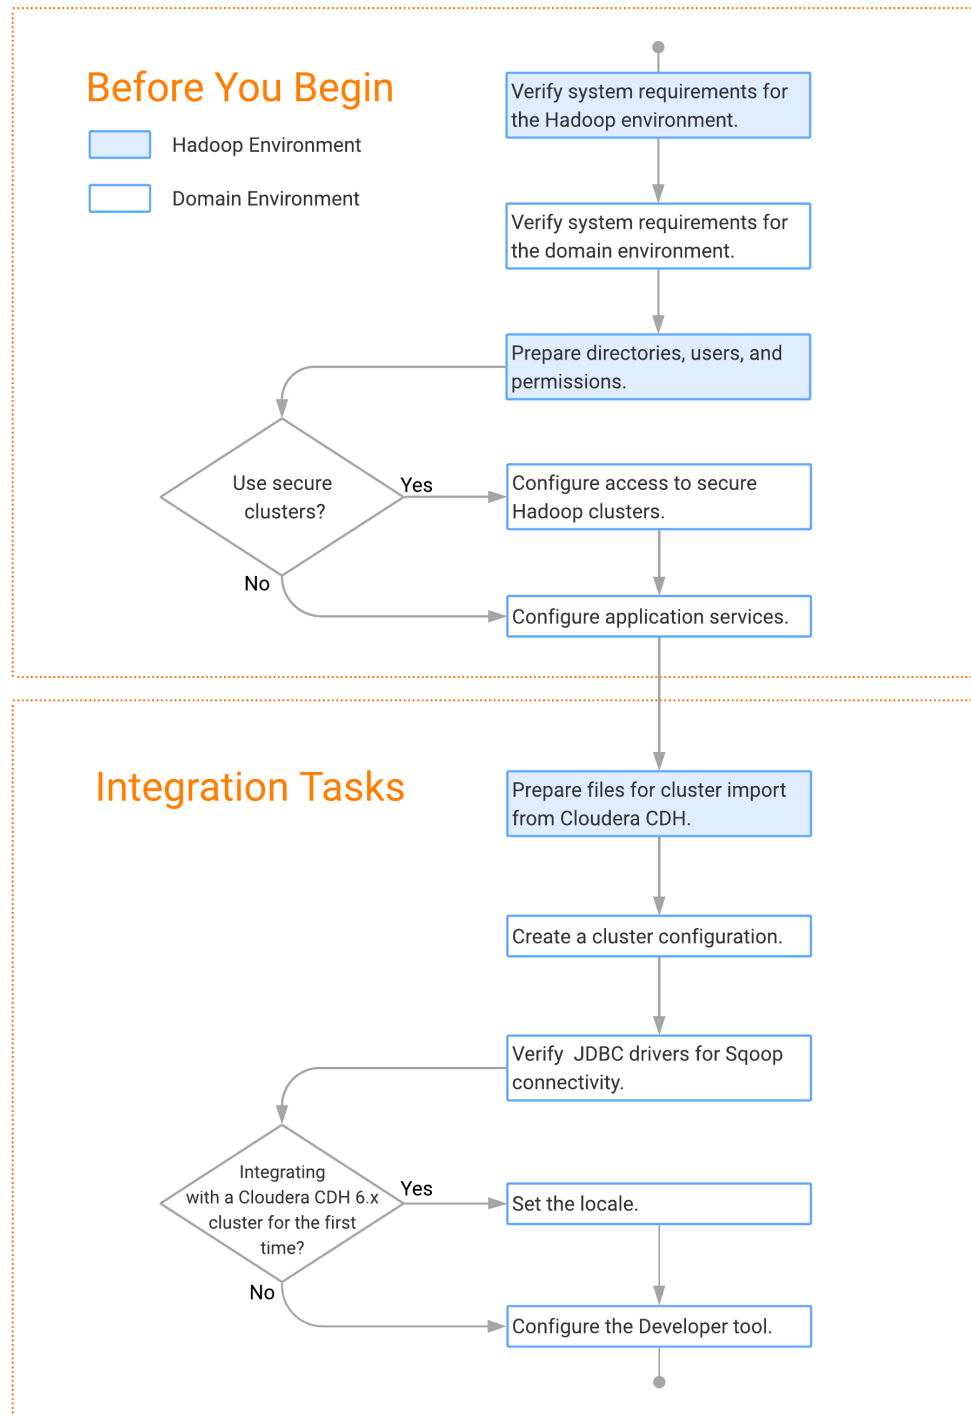 Before You Begin
Hadoop Environment
Domain Environment
Verify system requirements for
the Hadoop environment.
Verify system requirements for
the domain environment.
Prepare directories, users, and
permissions.
Use secure
clusters?
Yes
No
Configure access to secure
Hadoop clusters.
Configure application services.
Integration Tasks
Prepare files for cluster import
from Cloudera CDH.
Create a cluster configuration.
Verify JDBC drivers for Sqoop
connectivity.
Integrating
with a Cloudera CDH 6.x
cluster for the first
time?
Yes
No
Set the locale.
Configure the Developer tool.